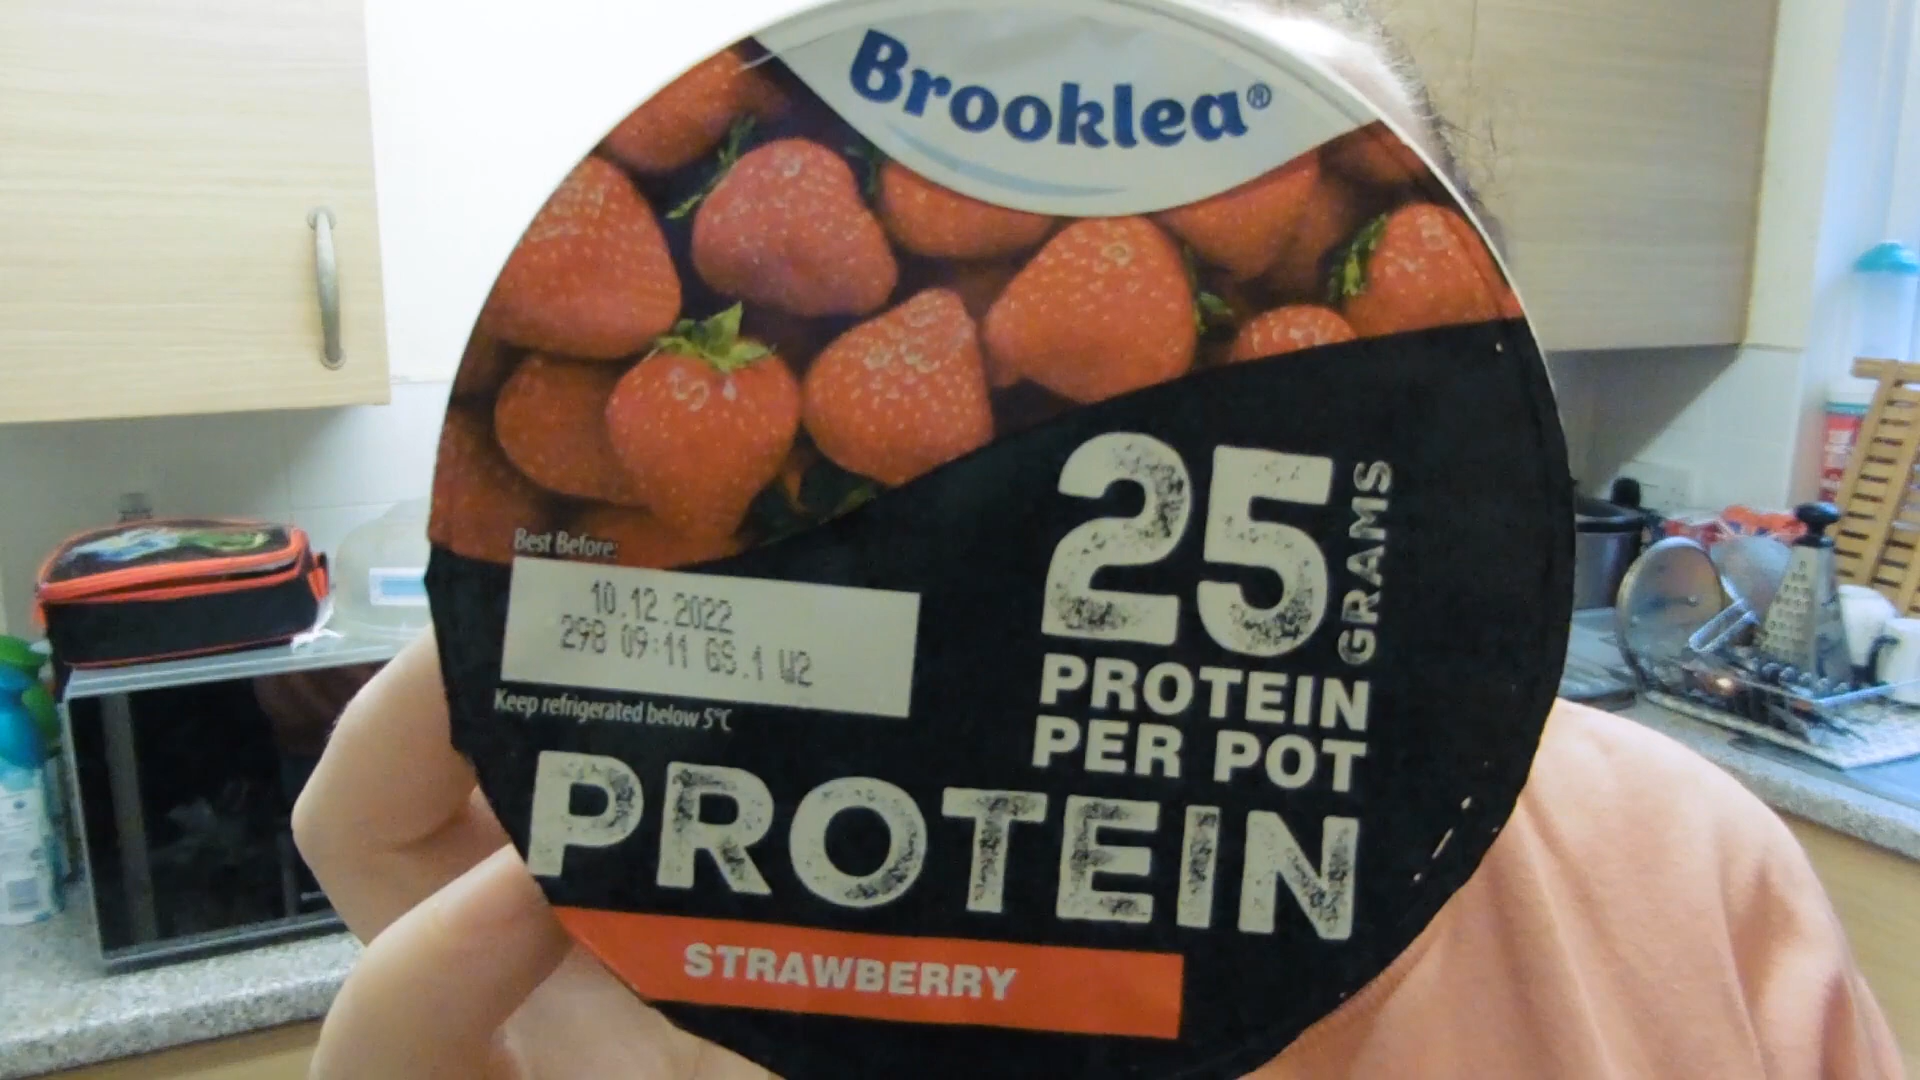 Brooklea®
25
GRAMS
PROTEIN
PER POT
Best Before:
10.12.2022
298 09:11 GS.1 W2
Keep refrigerated below 5°C
PROTEIN
STRAWBERRY